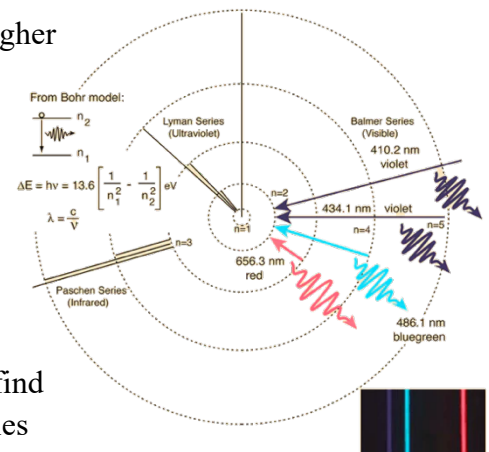 gher
From Bohr model:
n2
n1
ΔE = hν = 13.6 [1/n1² - 1/n2²] eV
λ = c/ν
Lyman Series
(Ultraviolet)
Balmer Series
(Visible)
410.2 nm
violet
n=2
434.1 nm violet
n=1
n=4
n=5
n=3
656.3 nm
red
Paschen Series
(Infrared)
486.1 nm
bluegreen
find
es